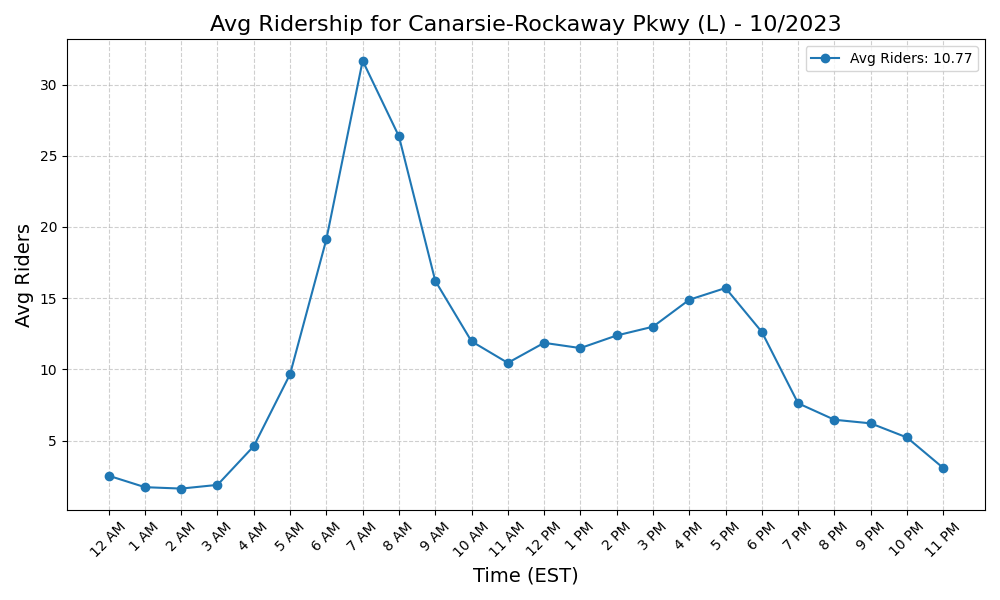 Avg Ridership for Canarsie-Rockaway Pkwy (L) - 10/2023
Avg Riders: 10.77
Avg Riders
30
25
20
15
10
5
12 AM
1 AM
2 AM
3 AM
4 AM
5 AM
6 AM
7 AM
8 AM
9 AM
10 AM
11 AM
12 PM
1 PM
2 PM
3 PM
4 PM
5 PM
6 PM
7 PM
8 PM
9 PM
10 PM
11 PM
Time (EST)